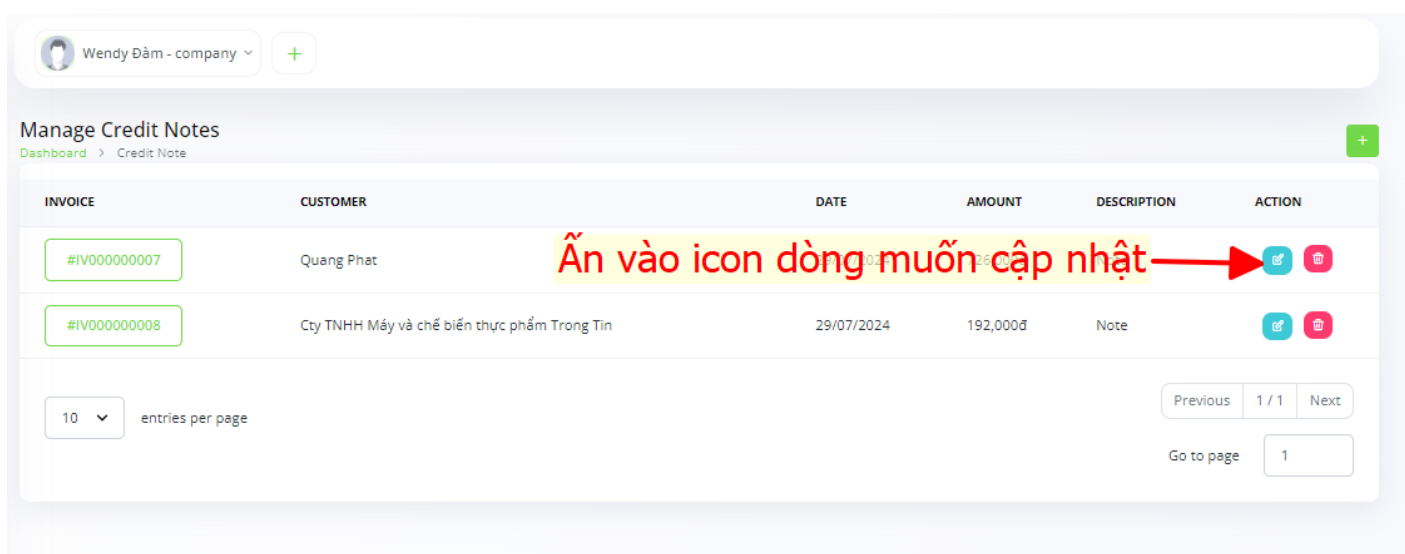 Wendy Đàm - company
+
Manage Credit Notes
+
Dashboard > Credit Note
INVOICE CUSTOMER DATE AMOUNT DESCRIPTION ACTION
#IV000000007 Quang Phat
Ấn vào icon dòng muốn cập nhật
#IV000000008 Cty TNHH Máy và chế biến thực phẩm Trong Tin 29/07/2024 192,000đ Note
10 entries per page
Previous 1 / 1 Next
Go to page 1